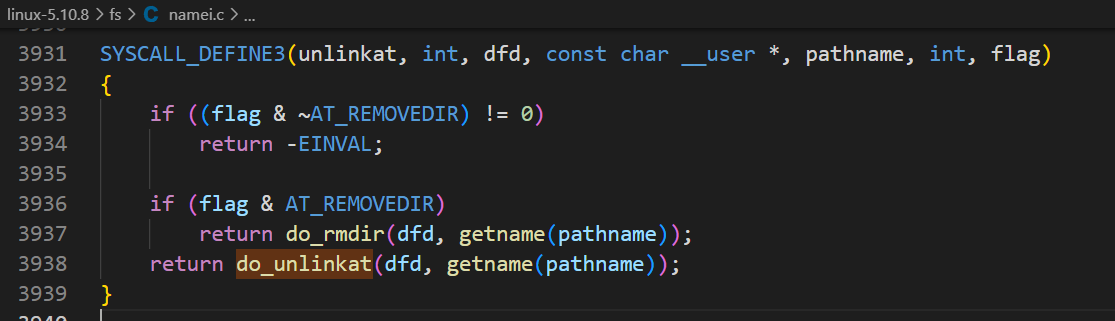 linux-5.10.8 > fs > C namei.c > ...
3931 SYSCALL_DEFINE3(unlinkat, int, dfd, const char __user *, pathname, int, flag)
3932 {
3933 if ((flag & ~AT_REMOVEDIR) != 0)
3934 return -EINVAL;
3935
3936 if (flag & AT_REMOVEDIR)
3937 return do_rmdir(dfd, getname(pathname));
3938 return do_unlinkat(dfd, getname(pathname));
3939 }